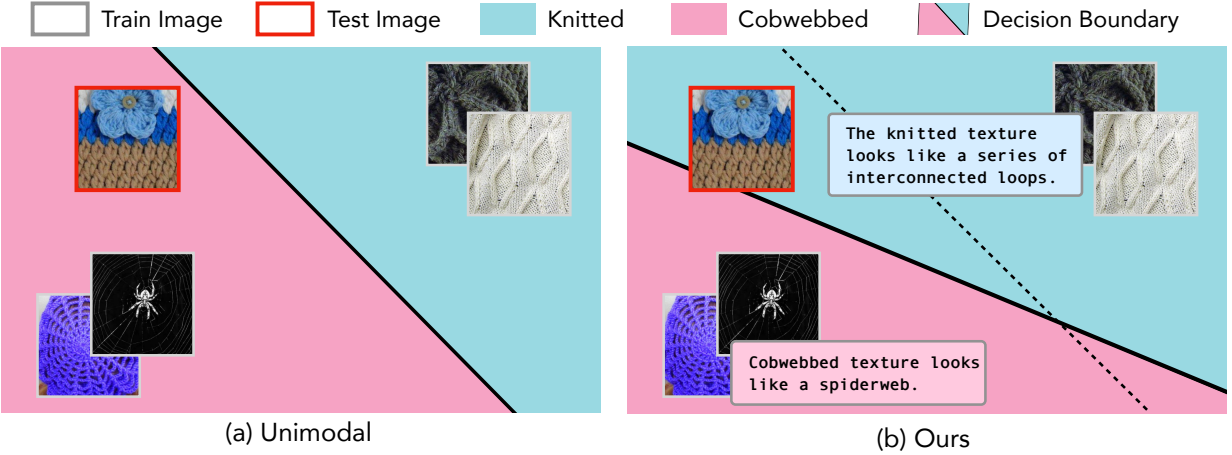 Train Image
Test Image
Knitted
Cobwebbed
Decision Boundary
The knitted texture
looks like a series of
interconnected loops.
Cobwebbed texture looks
like a spiderweb.
(a) Unimodal
(b) Ours